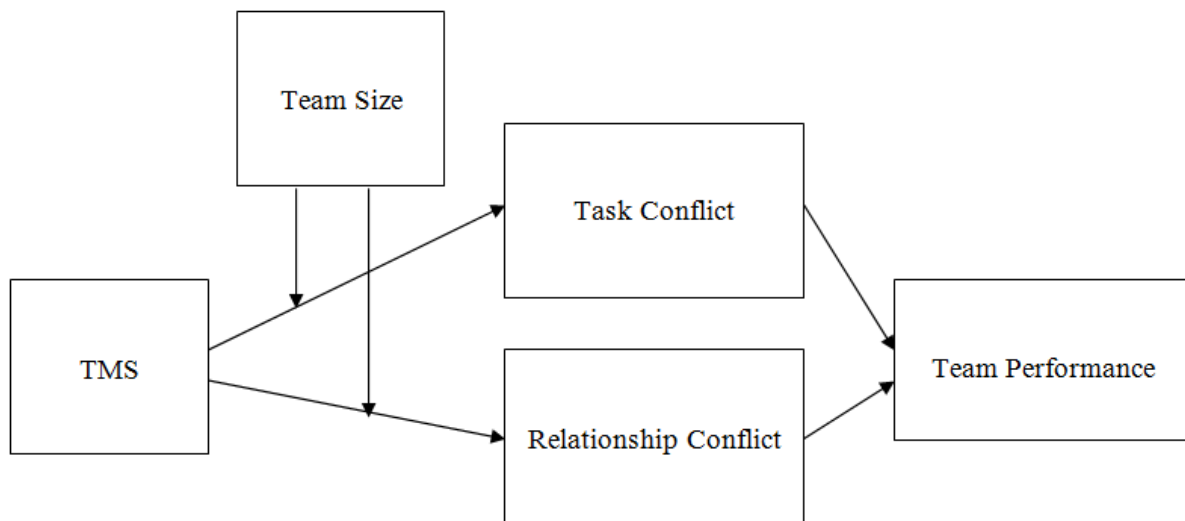 Team Size
Task Conflict
TMS
Team Performance
Relationship Conflict